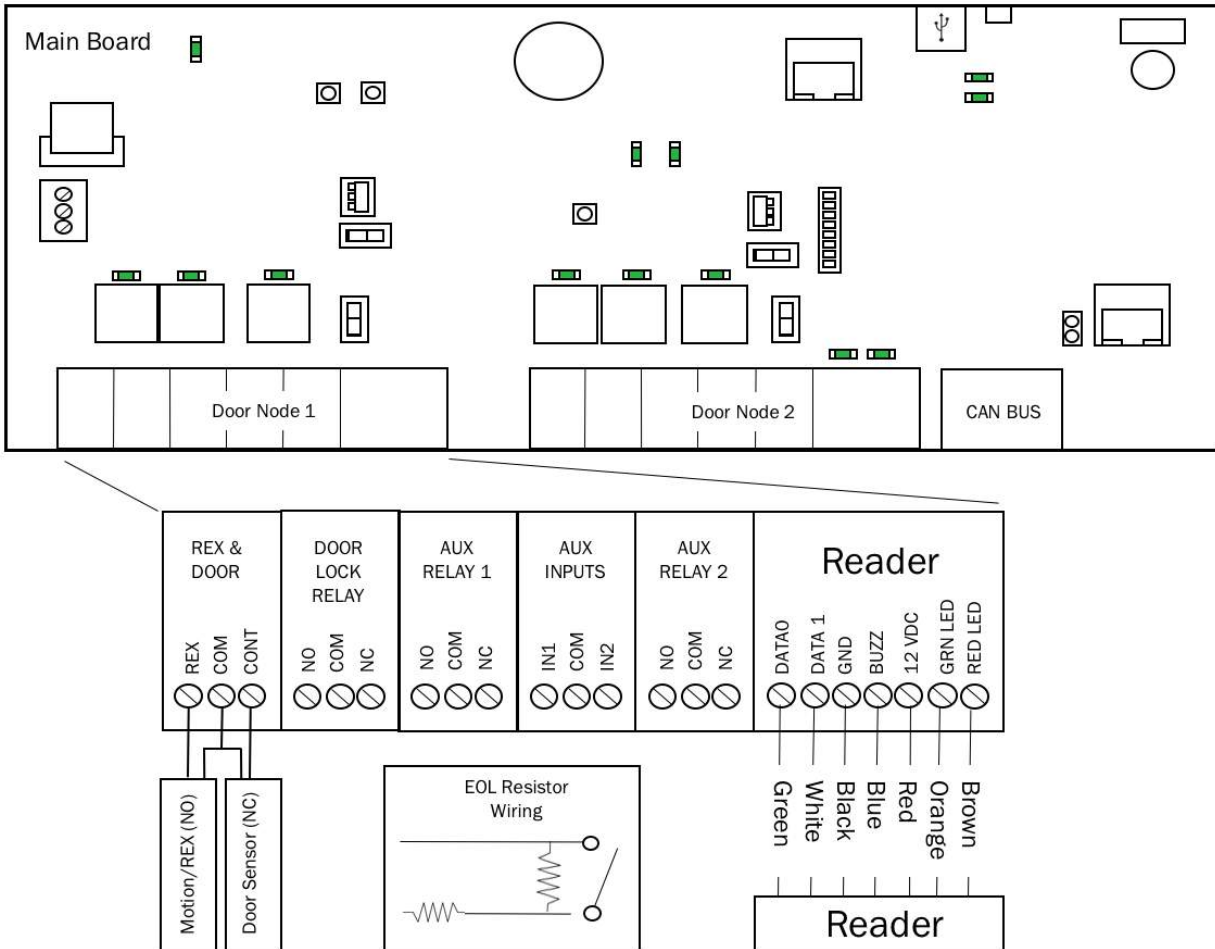 Main Board
Door Node 1
Door Node 2
CAN BUS
REX &
DOOR
REX
COM
CONT
DOOR
LOCK
RELAY
NO
COM
NC
AUX
RELAY 1
NO
COM
NC
AUX
INPUTS
IN1
COM
IN2
AUX
RELAY 2
NO
COM
NC
Reader
DATA0
DATA 1
GND
BUZZ
12 VDC
GRN LED
RED LED
Green
White
Black
Blue
Red
Orange
Brown
Motion/REX (NO)
Door Sensor (NC)
EOL Resistor
Wiring
Reader